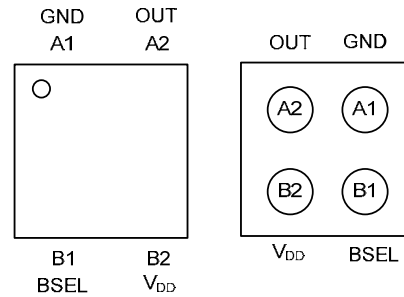 GND OUT
A1 A2
B1 B2
BSEL VDD
OUT GND
A2 A1
B2 B1
VDD BSEL